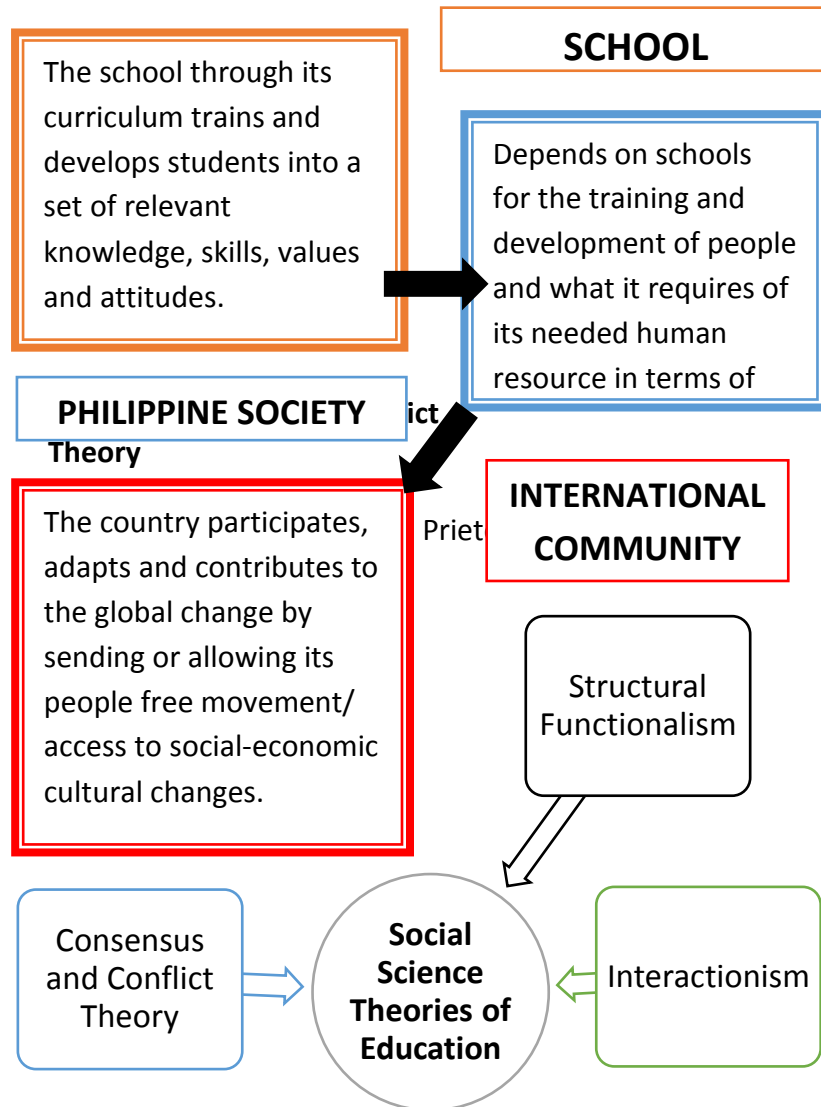 SCHOOL
The school through its
curriculum trains and
develops students into a
set of relevant
knowledge, skills, values
and attitudes.
Depends on schools
for the training and
development of people
and what it requires of
its needed human
resource in terms of
PHILIPPINE SOCIETY
Theory
INTERNATIONAL
COMMUNITY
The country participates,
adapts and contributes to
the global change by
sending or allowing its
people free movement/
access to social-economic
cultural changes.
Structural
Functionalism
Consensus
and Conflict
Theory
Social
Science
Theories of
Education
Interactionism